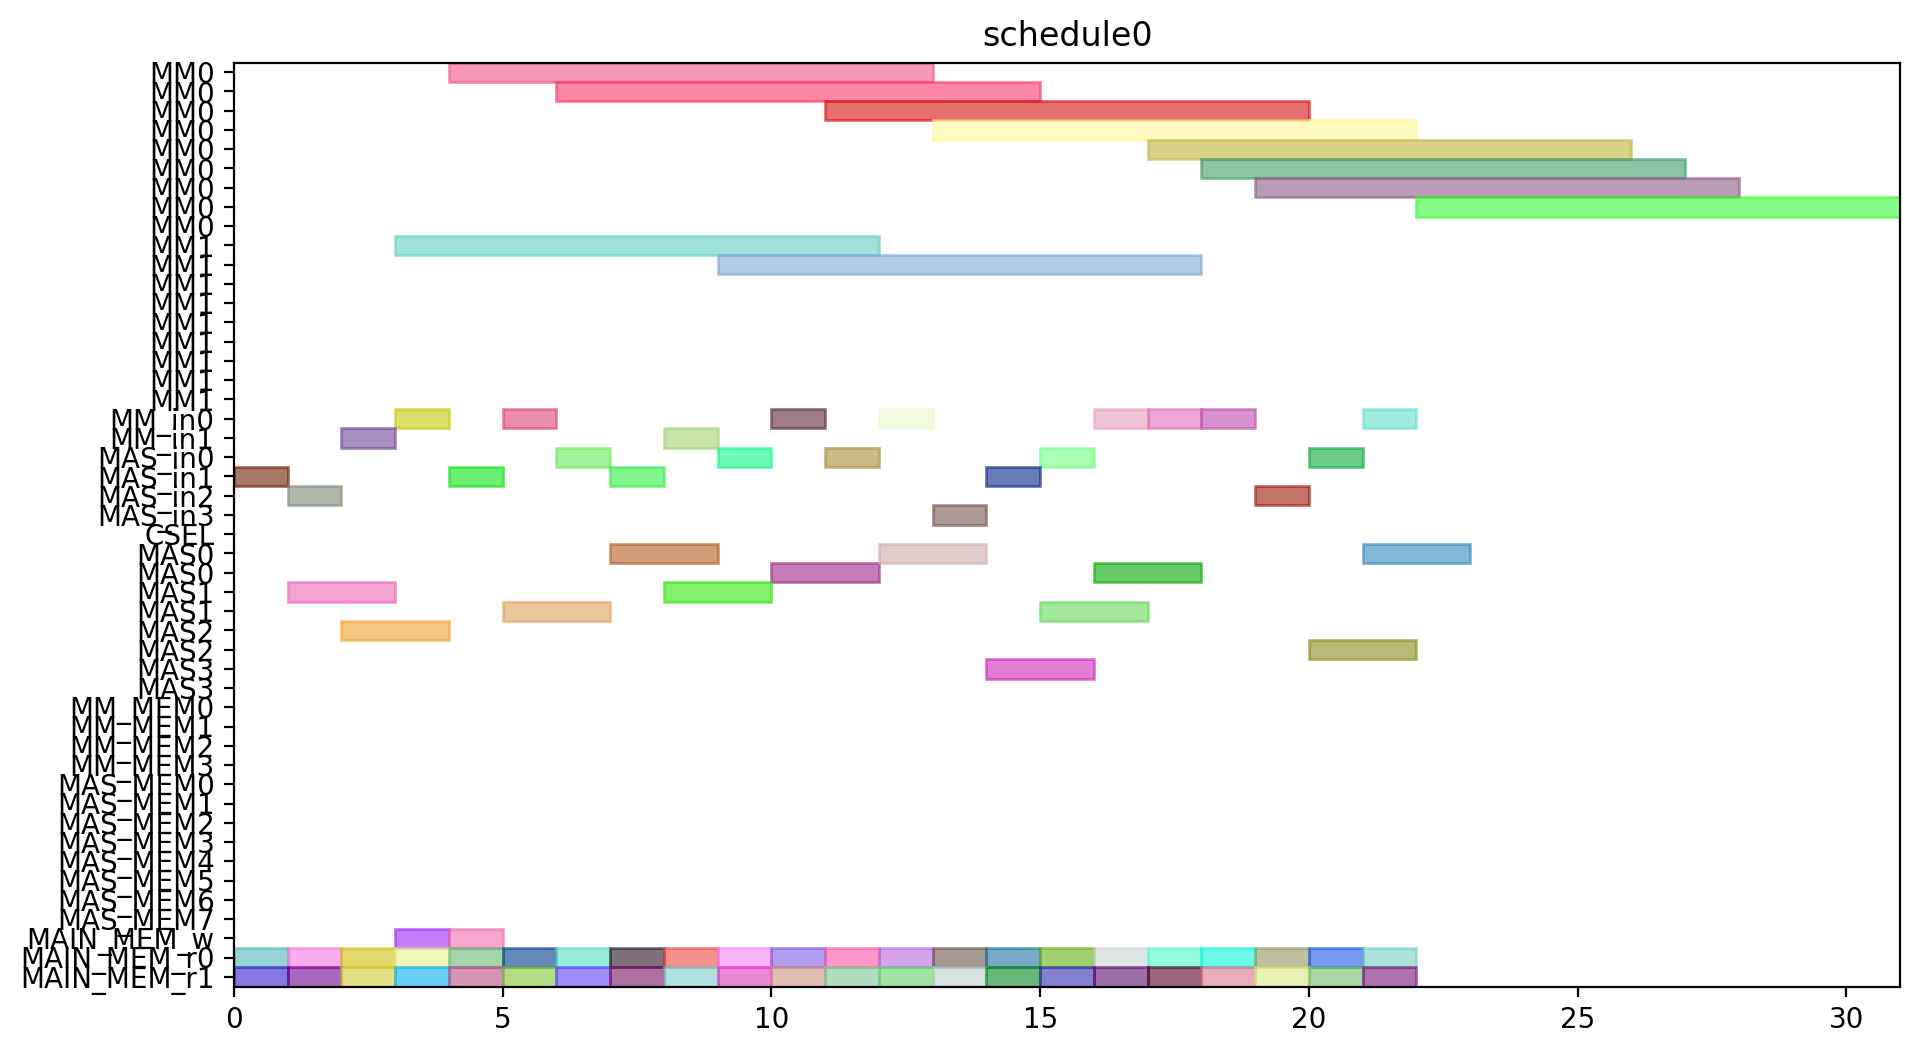 schedule0
MM0
MM0
MM0
MM0
MM0
MM0
MM0
MM0
MM0
MM1
MM1
MM1
MM1
MM1
MM1
MM1
MM1
MM1
MM_in0
MM_in1
MAS_in0
MAS_in1
MAS_in2
MAS_in3
CSEL
MAS0
MAS0
MAS1
MAS1
MAS2
MAS2
MAS3
MAS3
MM_MEM0
MM_MEM1
MM_MEM2
MM_MEM3
MAS_MEM0
MAS_MEM1
MAS_MEM2
MAS_MEM3
MAS_MEM4
MAS_MEM5
MAS_MEM6
MAS_MEM7
MAIN_MEM_w
MAIN_MEM_r0
MAIN_MEM_r1
0 5 10 15 20 25 30